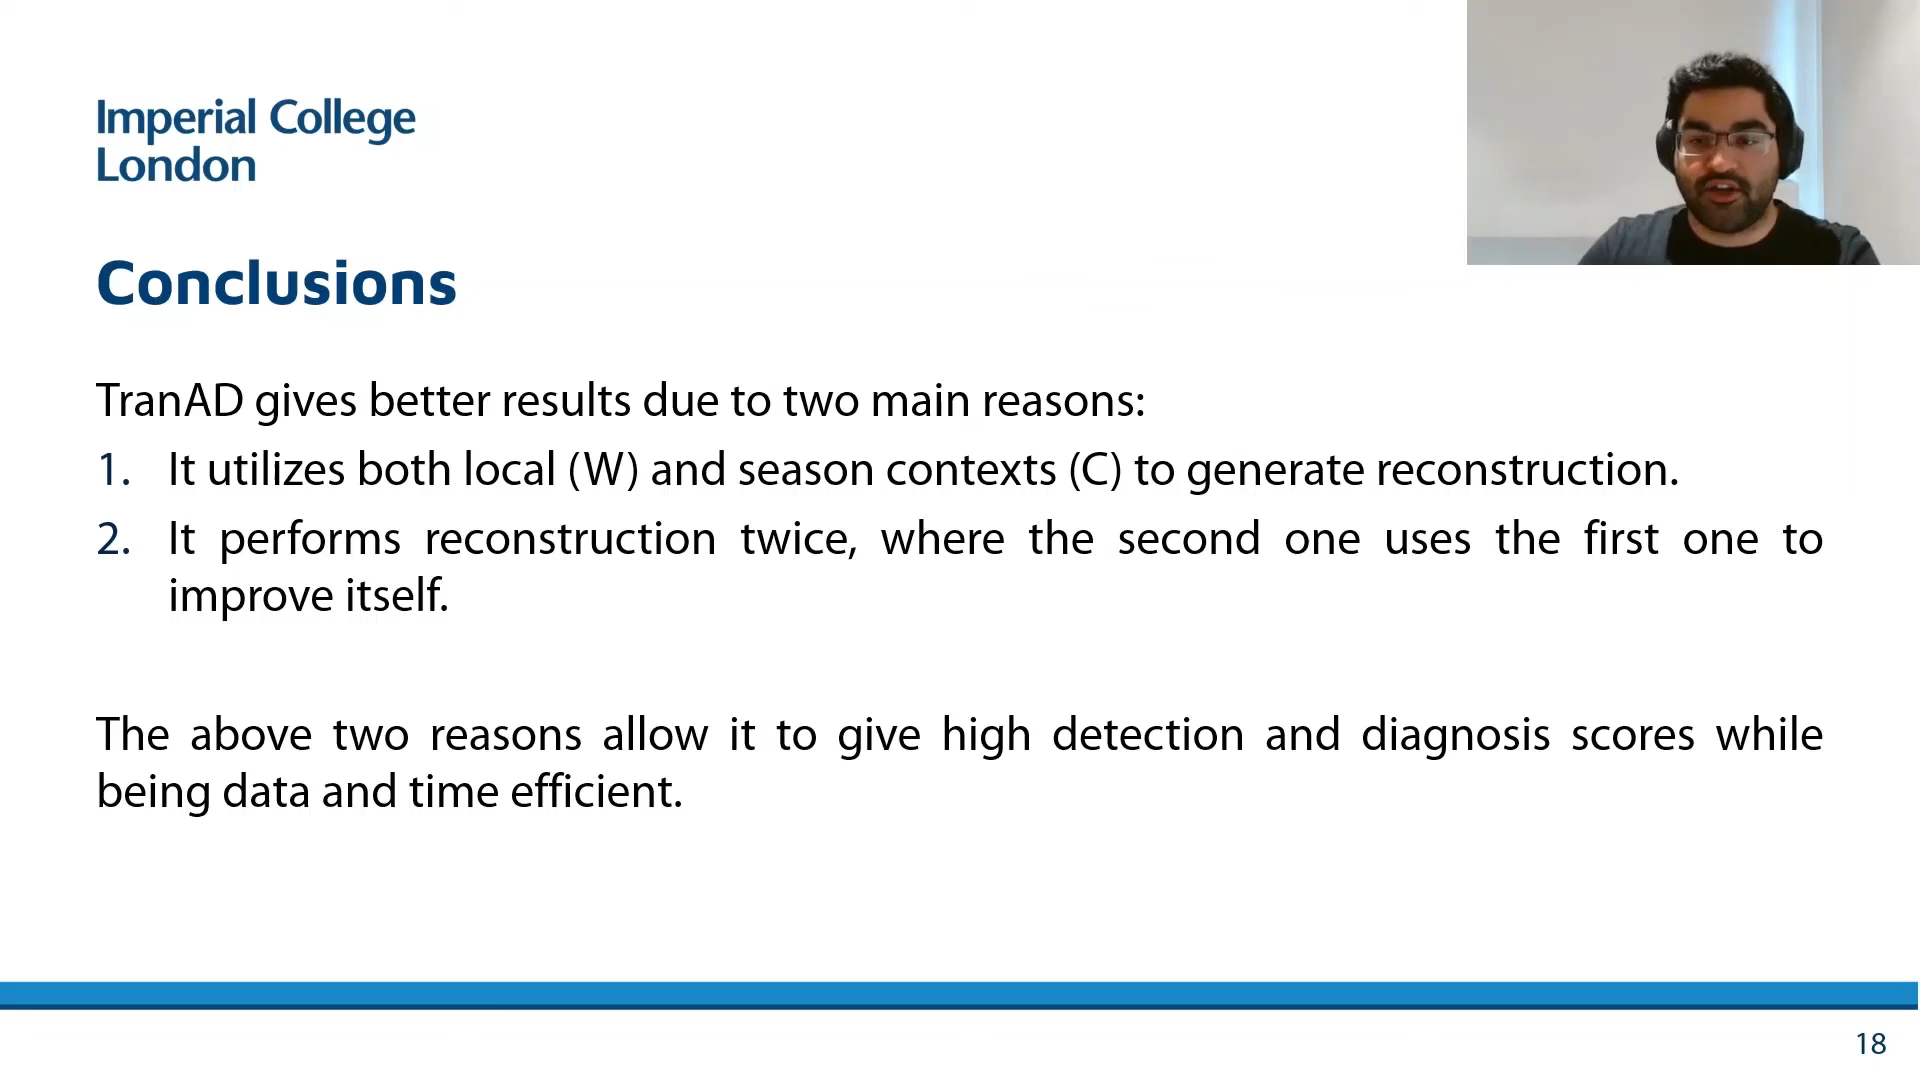 Imperial College
London
Conclusions
TranAD gives better results due to two main reasons:
1. It utilizes both local (W) and season contexts (C) to generate reconstruction.
2. It performs reconstruction twice, where the second one uses the first one to
improve itself.
The above two reasons allow it to give high detection and diagnosis scores while
being data and time efficient.
18